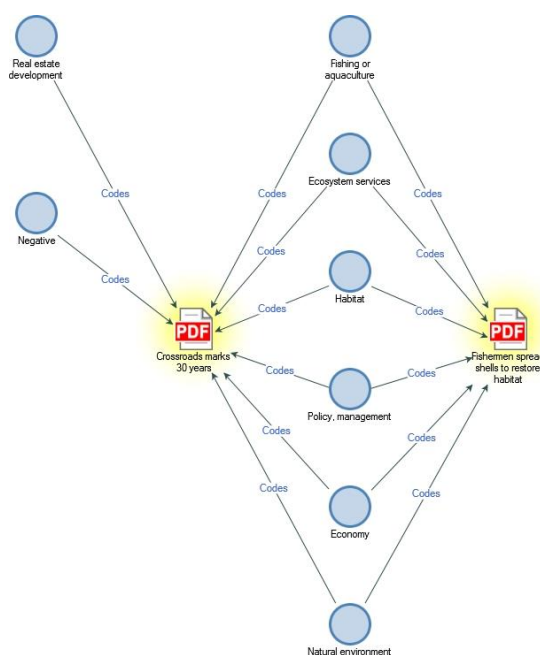 Real estate
development
Fishing or
aquaculture
Codes
Codes
Codes
Ecosystem services
Negative
Codes
Codes
Codes
Habitat
Codes
Codes
PDF
Crossroads marks
30 years
PDF
Fishermen spread
shells to restore
habitat
Codes
Codes
Policy, management
Codes
Codes
Economy
Codes
Codes
Natural environment